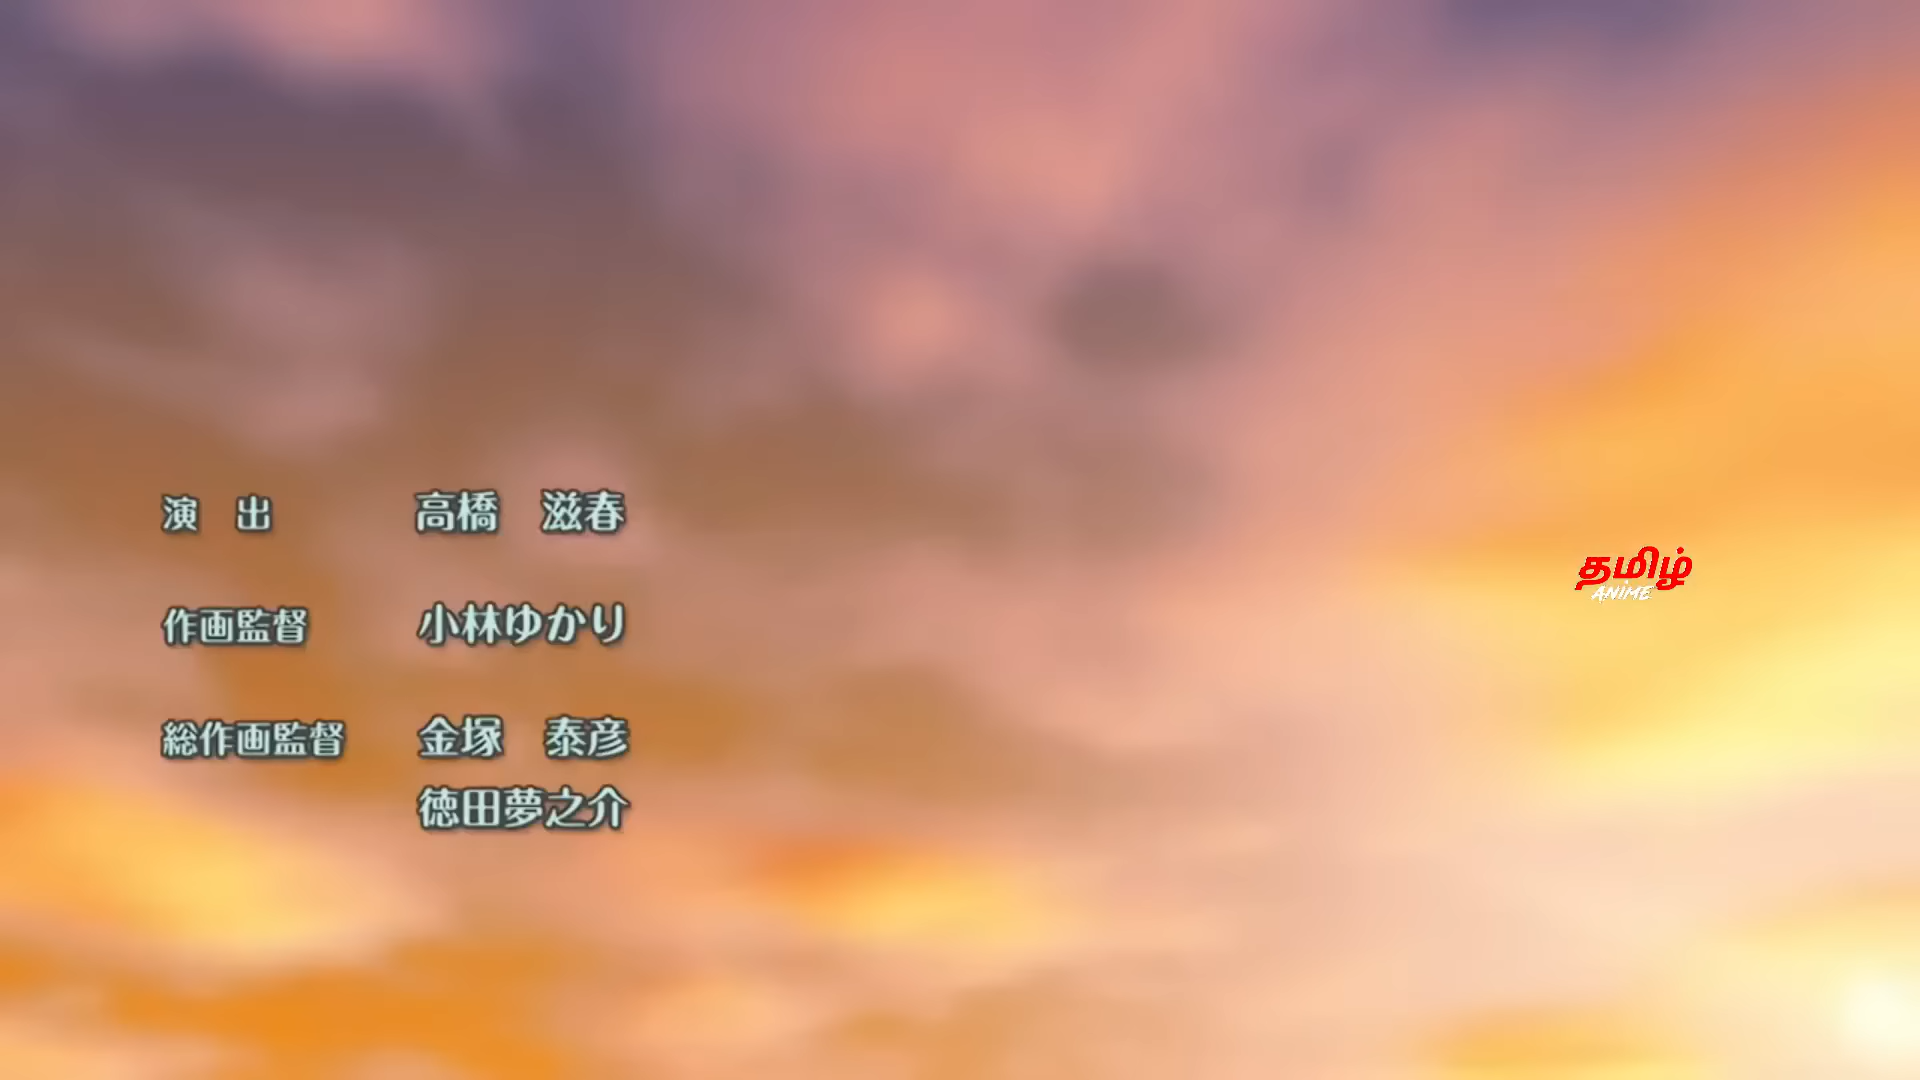 演　出　高橋　滋春
作画監督　小林ゆかり
総作画監督　金塚　泰彦
徳田夢之介
தமிழ்
ANIME